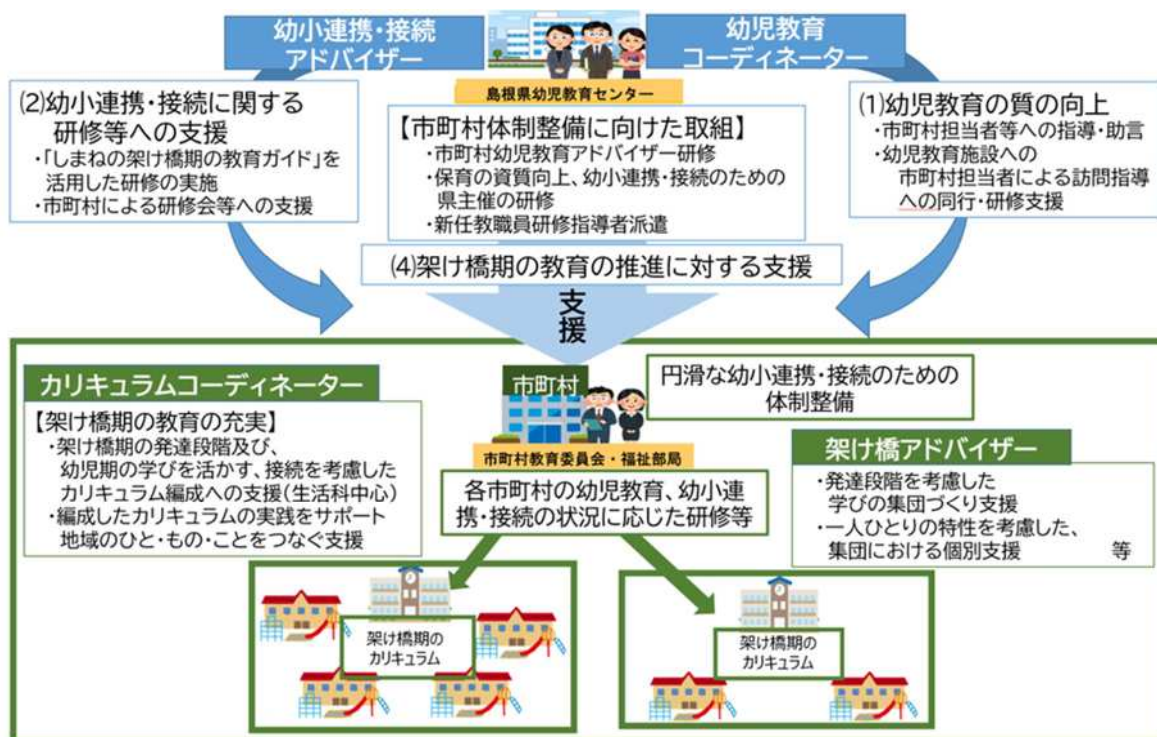 幼小連携・接続
アドバイザー
幼児教育
コーディネーター
島根県幼児教育センター
⑵幼小連携・接続に関する
研修等への支援
・「しまねの架け橋期の教育ガイド」を
活用した研修の実施
・市町村による研修会等への支援
【市町村体制整備に向けた取組】
・市町村幼児教育アドバイザー研修
・保育の資質向上、幼小連携・接続のための
県主催の研修
・新任教職員研修指導者派遣
⑴幼児教育の質の向上
・市町村担当者等への指導・助言
・幼児教育施設への
市町村担当者による訪問指導
への同行・研修支援
⑷架け橋期の教育の推進に対する支援
支援
カリキュラムコーディネーター
【架け橋期の教育の充実】
・架け橋期の発達段階及び、
幼児期の学びを活かす、接続を考慮した
カリキュラム編成への支援(生活科中心)
・編成したカリキュラムの実践をサポート
地域のひと・もの・ことをつなぐ支援
市町村
市町村教育委員会・福祉部局
円滑な幼小連携・接続のための
体制整備
各市町村の幼児教育、幼小連
携・接続の状況に応じた研修等
架け橋アドバイザー
・発達段階を考慮した
学びの集団づくり支援
・一人ひとりの特性を考慮した、
集団における個別支援 等
架け橋期の
カリキュラム
架け橋期の
カリキュラム